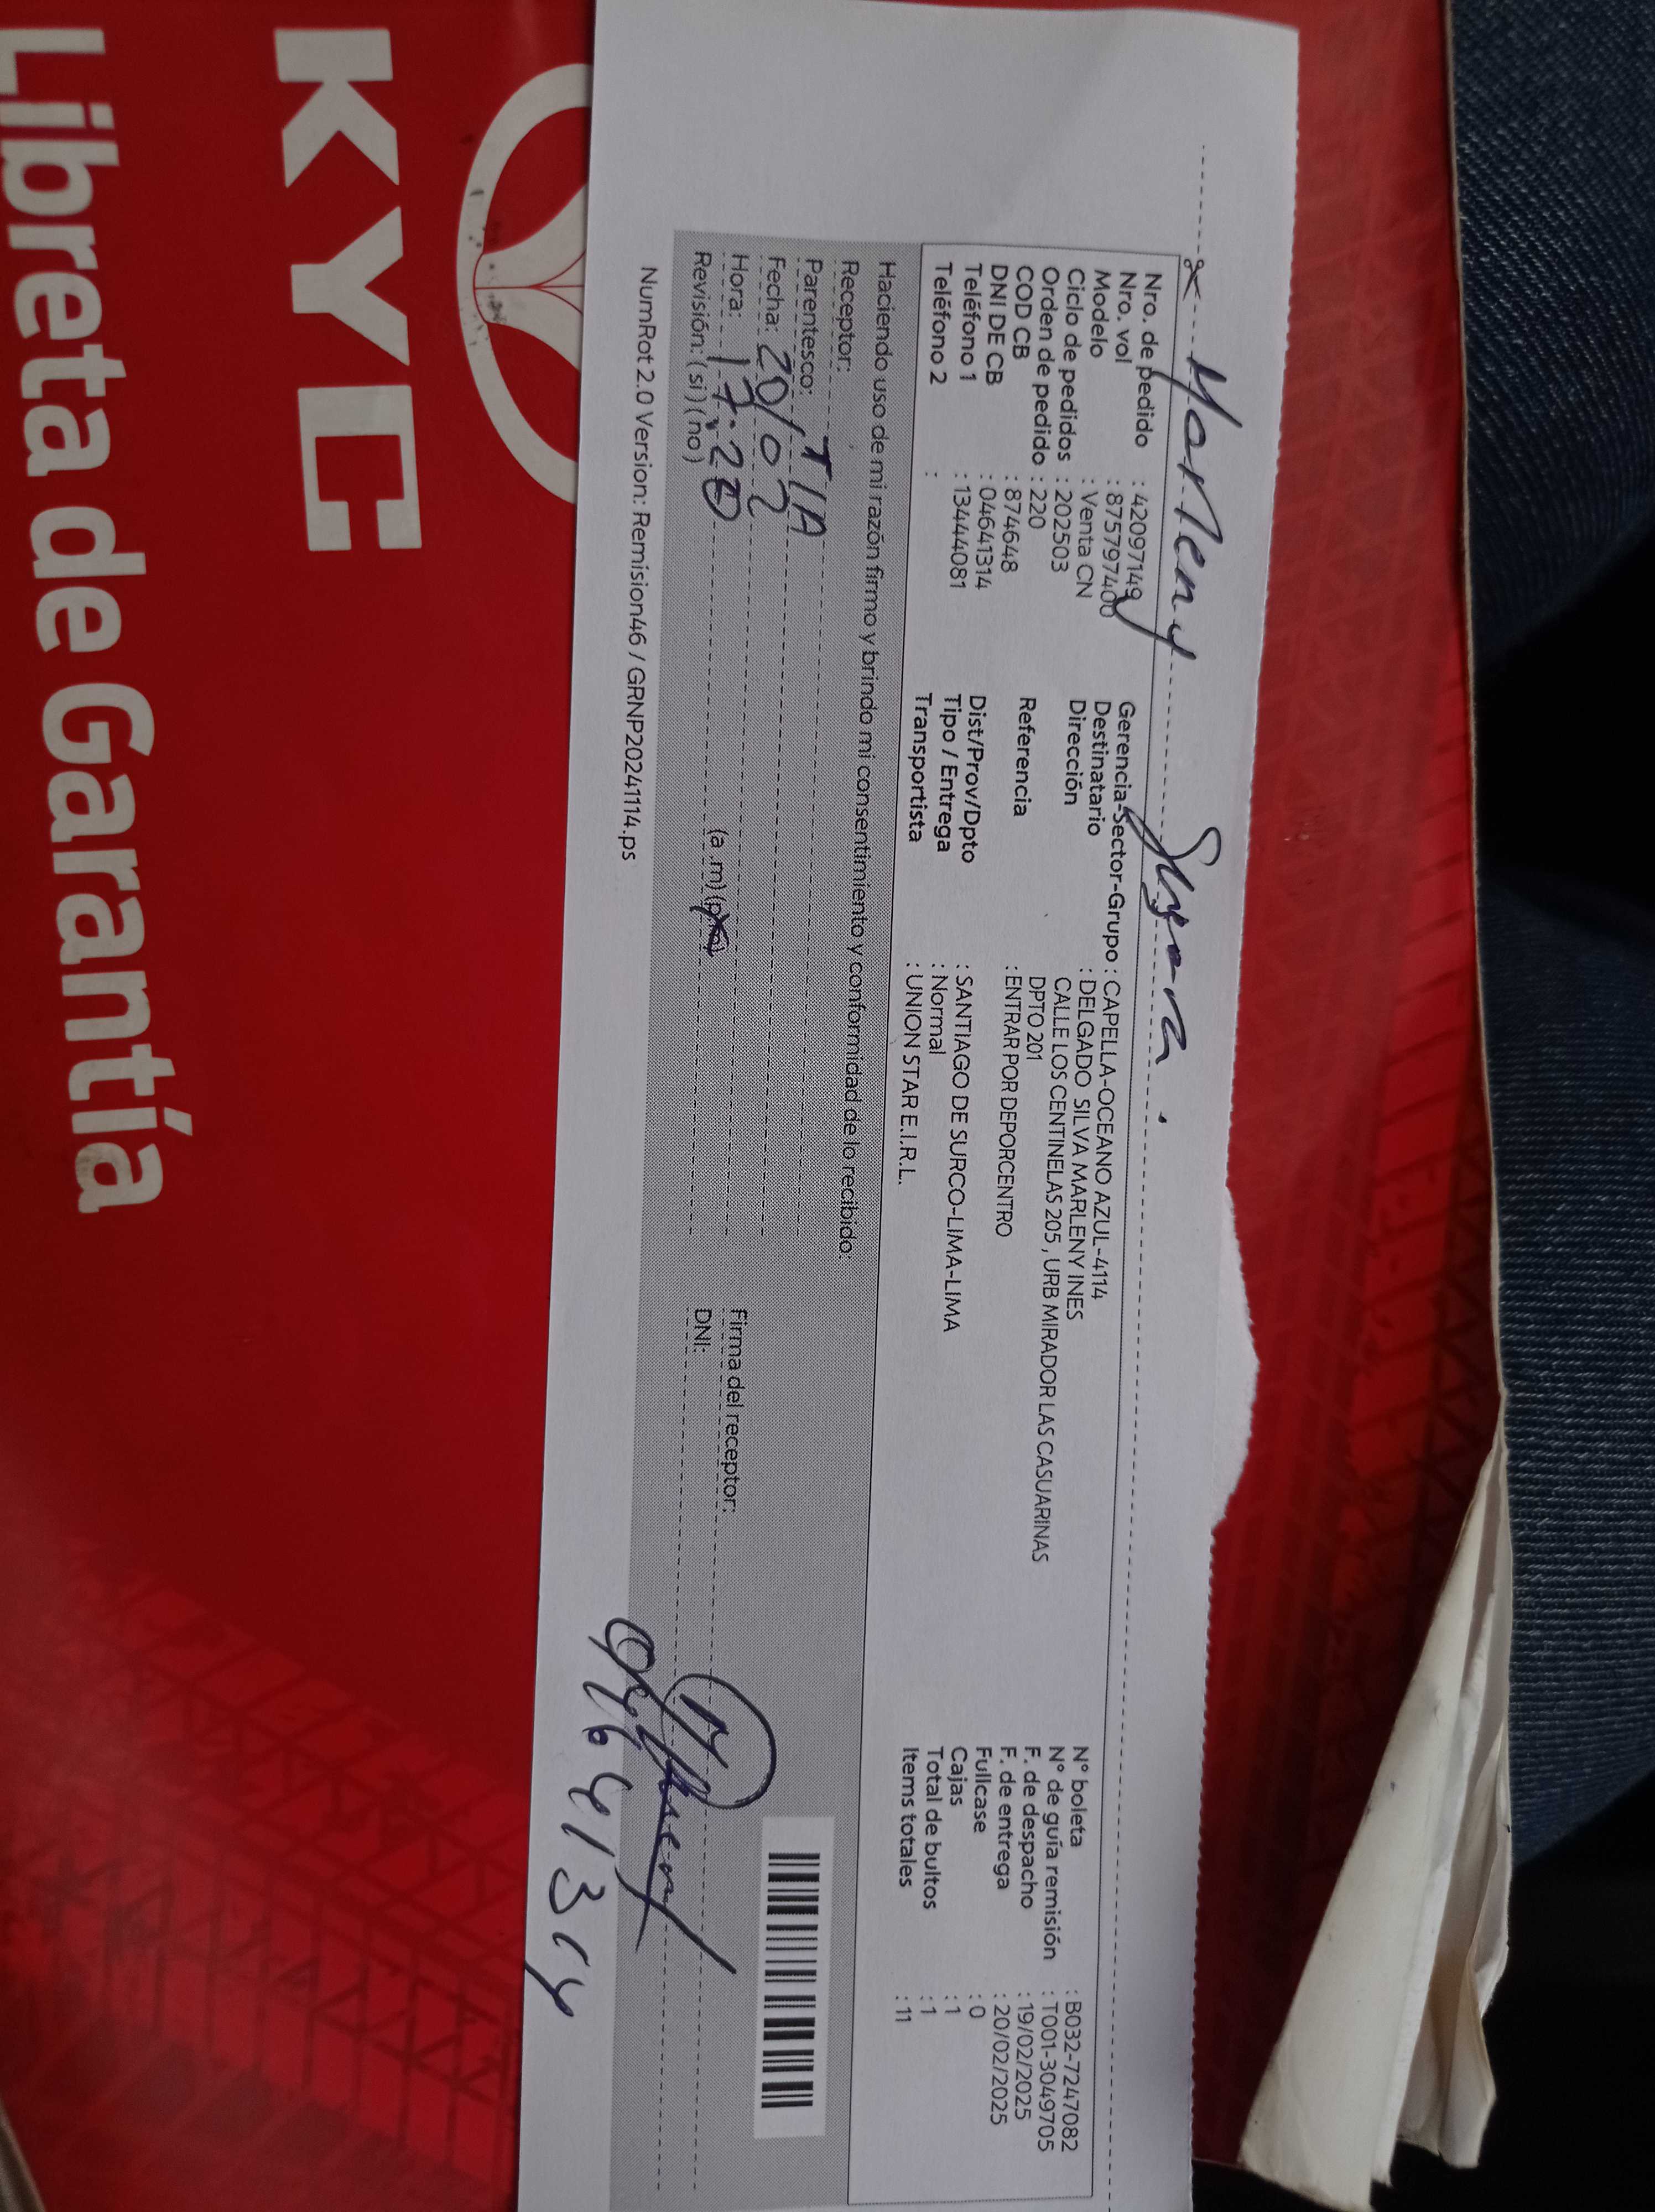 x Marleny
Nro. de pedido : 42097149
Nro. vol : 875797400
Modelo : Venta CN
Ciclo de pedidos : 202503
Orden de pedido : 220
COD CB : 874648
DNI DE CB : 04641314
Teléfono 1 : 13444081
Teléfono 2 :
Gerencia-Sector-Grupo : CAPELLA-OCEANO AZUL-4114
Destinatario : DELGADO SILVA MARLENY INES
Dirección CALLE LOS CENTINELAS 205 , URB MIRADOR LAS CASUARINAS
DPTO 201
Referencia : ENTRAR POR DEPORCENTRO
Dist/Prov/Dpto : SANTIAGO DE SURCO-LIMA-LIMA
Tipo / Entrega : Normal
Transportista : UNION STAR E.I.R.L.
N° boleta : B032-7247082
N° de guía remisión : T001-3049705
F. de despacho : 19/02/2025
F. de entrega : 20/02/2025
Fullcase : 0
Cajas : 1
Total de bultos : 1
Items totales : 11
Haciendo uso de mi razón firmo y brindo mi consentimiento y conformidad de lo recibido:
Receptor:
Parentesco: TIA
Fecha: 20/02
Hora: 17:20 (a .m) (p.m)
Revisión: ( si ) ( no )
Firma del receptor:
DNI:
NumRot 2.0 Version: Remision46 / GRNP20241114.ps
KYC
Libreta de Garantía